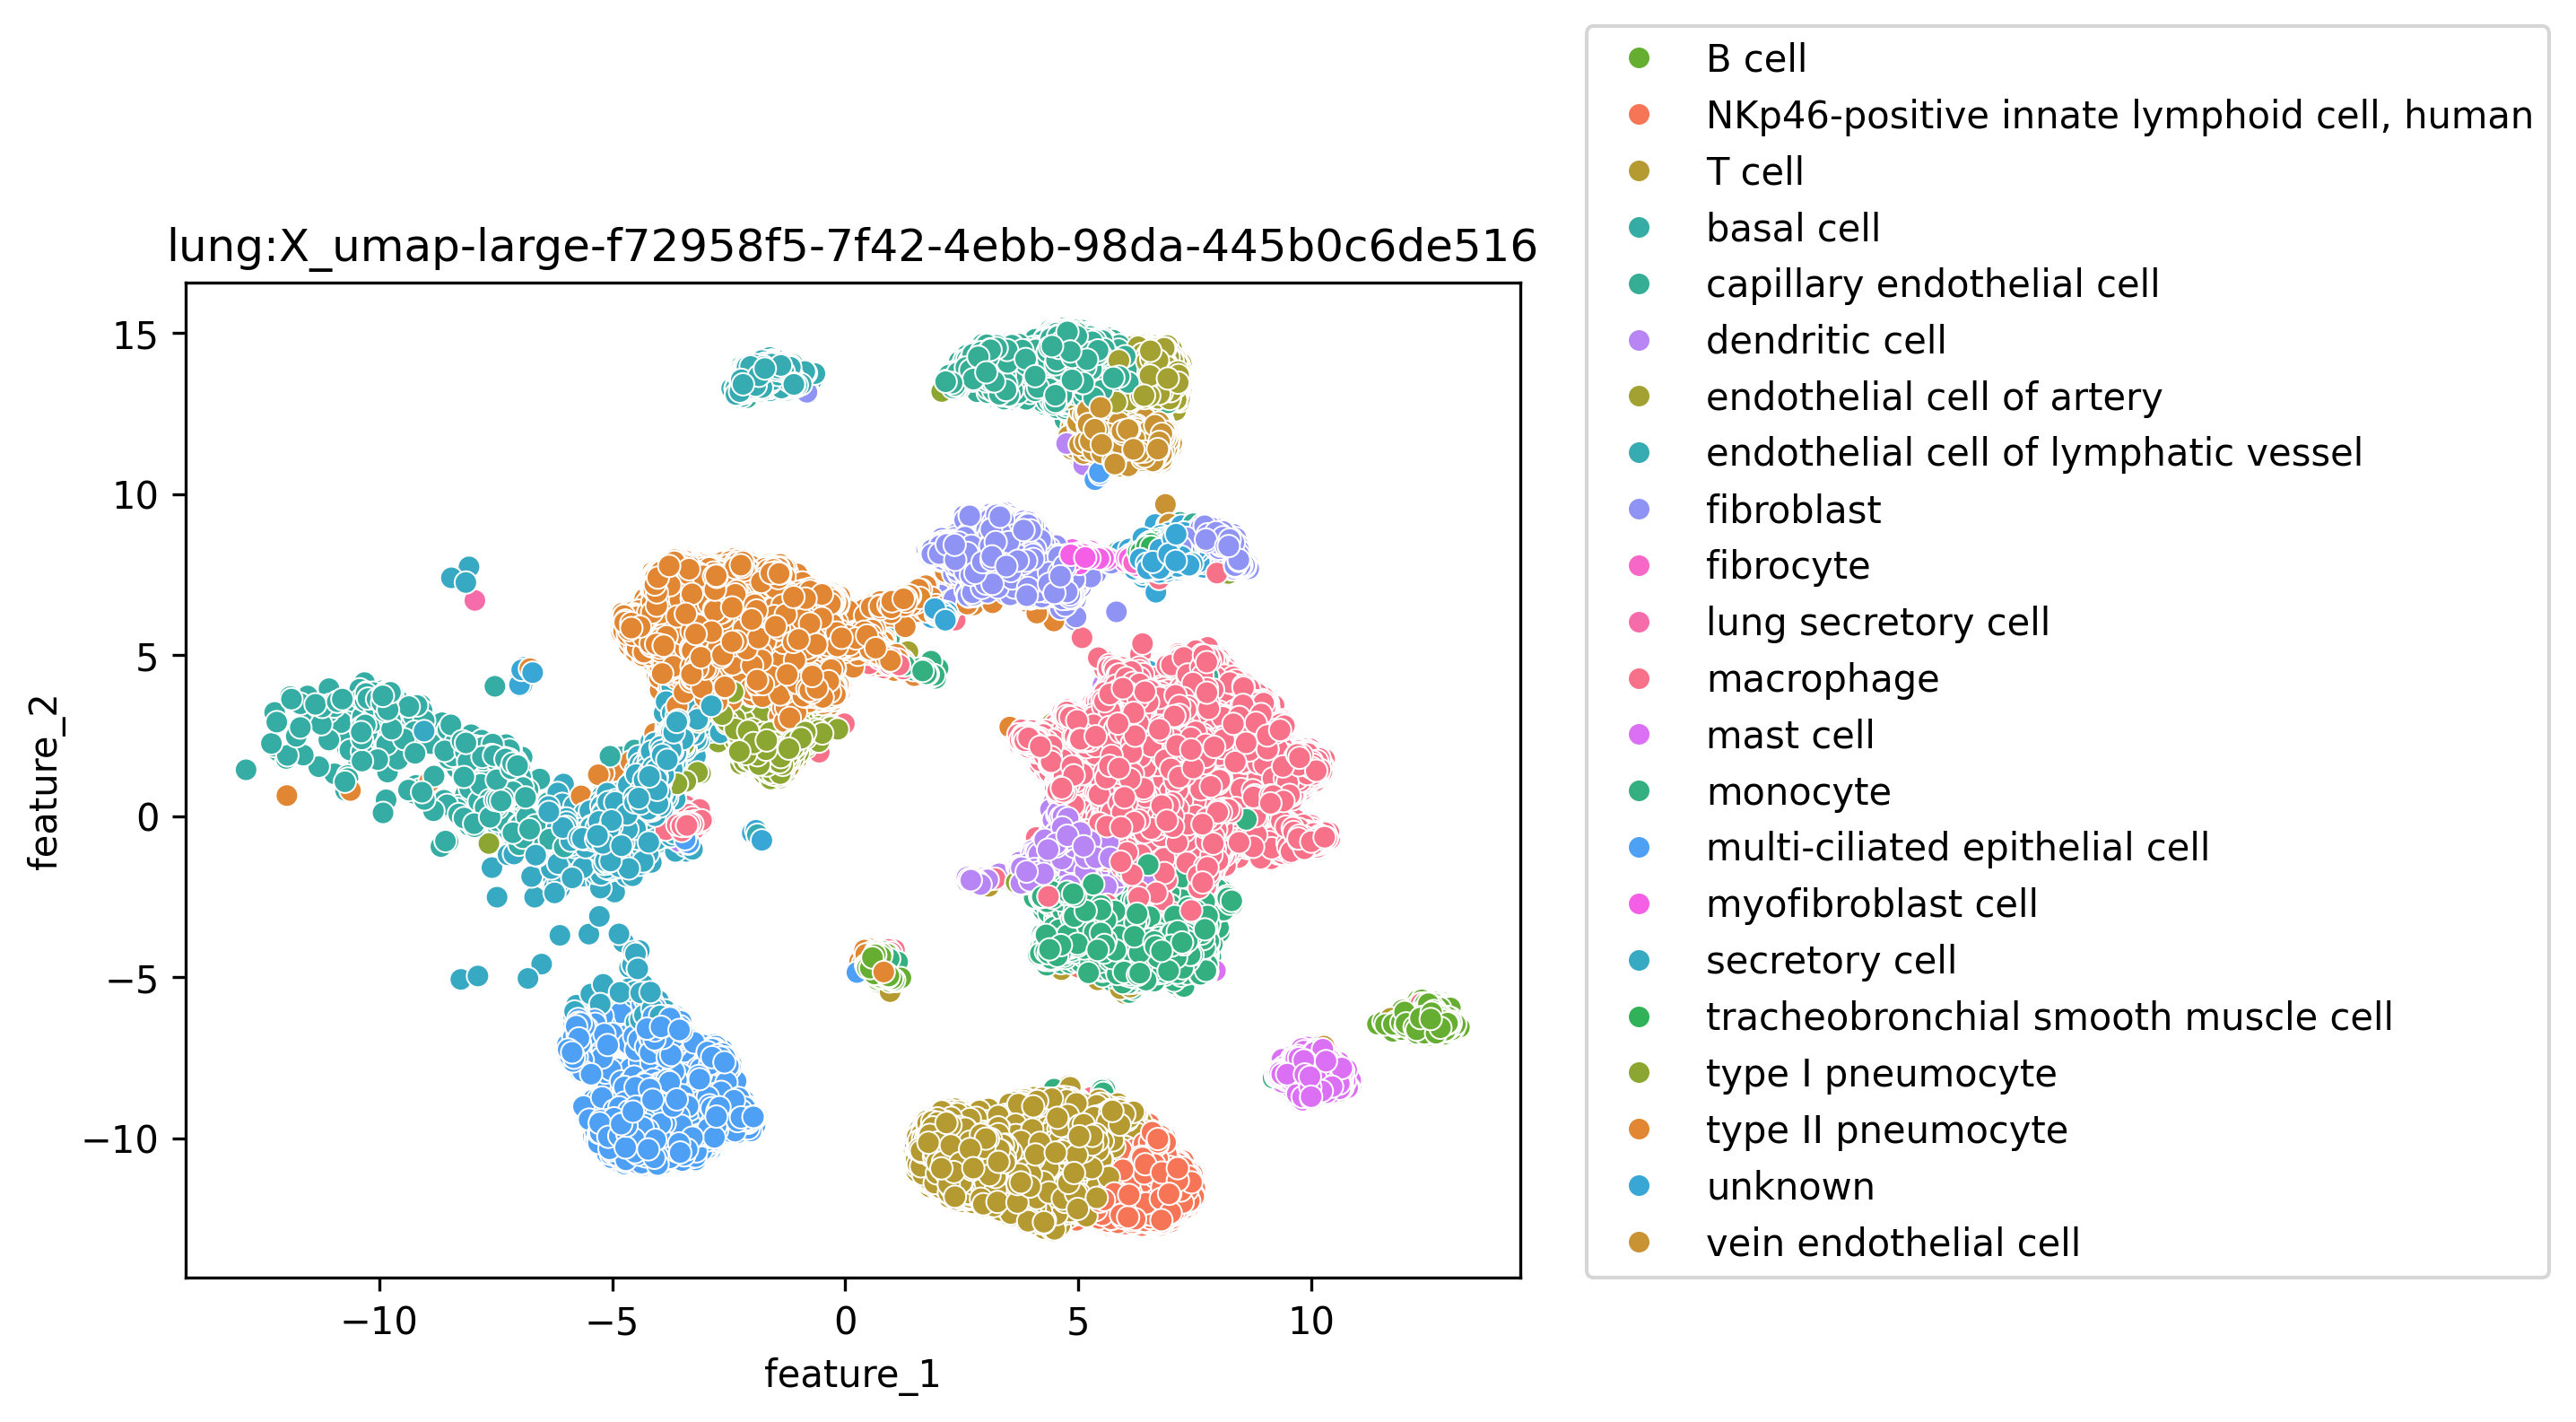 lung:X_umap-large-f72958f5-7f42-4ebb-98da-445b0c6de516
15
10
5
0
−5
−10
feature_2
−10
−5
0
5
10
feature_1
B cell
NKp46-positive innate lymphoid cell, human
T cell
basal cell
capillary endothelial cell
dendritic cell
endothelial cell of artery
endothelial cell of lymphatic vessel
fibroblast
fibrocyte
lung secretory cell
macrophage
mast cell
monocyte
multi-ciliated epithelial cell
myofibroblast cell
secretory cell
tracheobronchial smooth muscle cell
type I pneumocyte
type II pneumocyte
unknown
vein endothelial cell